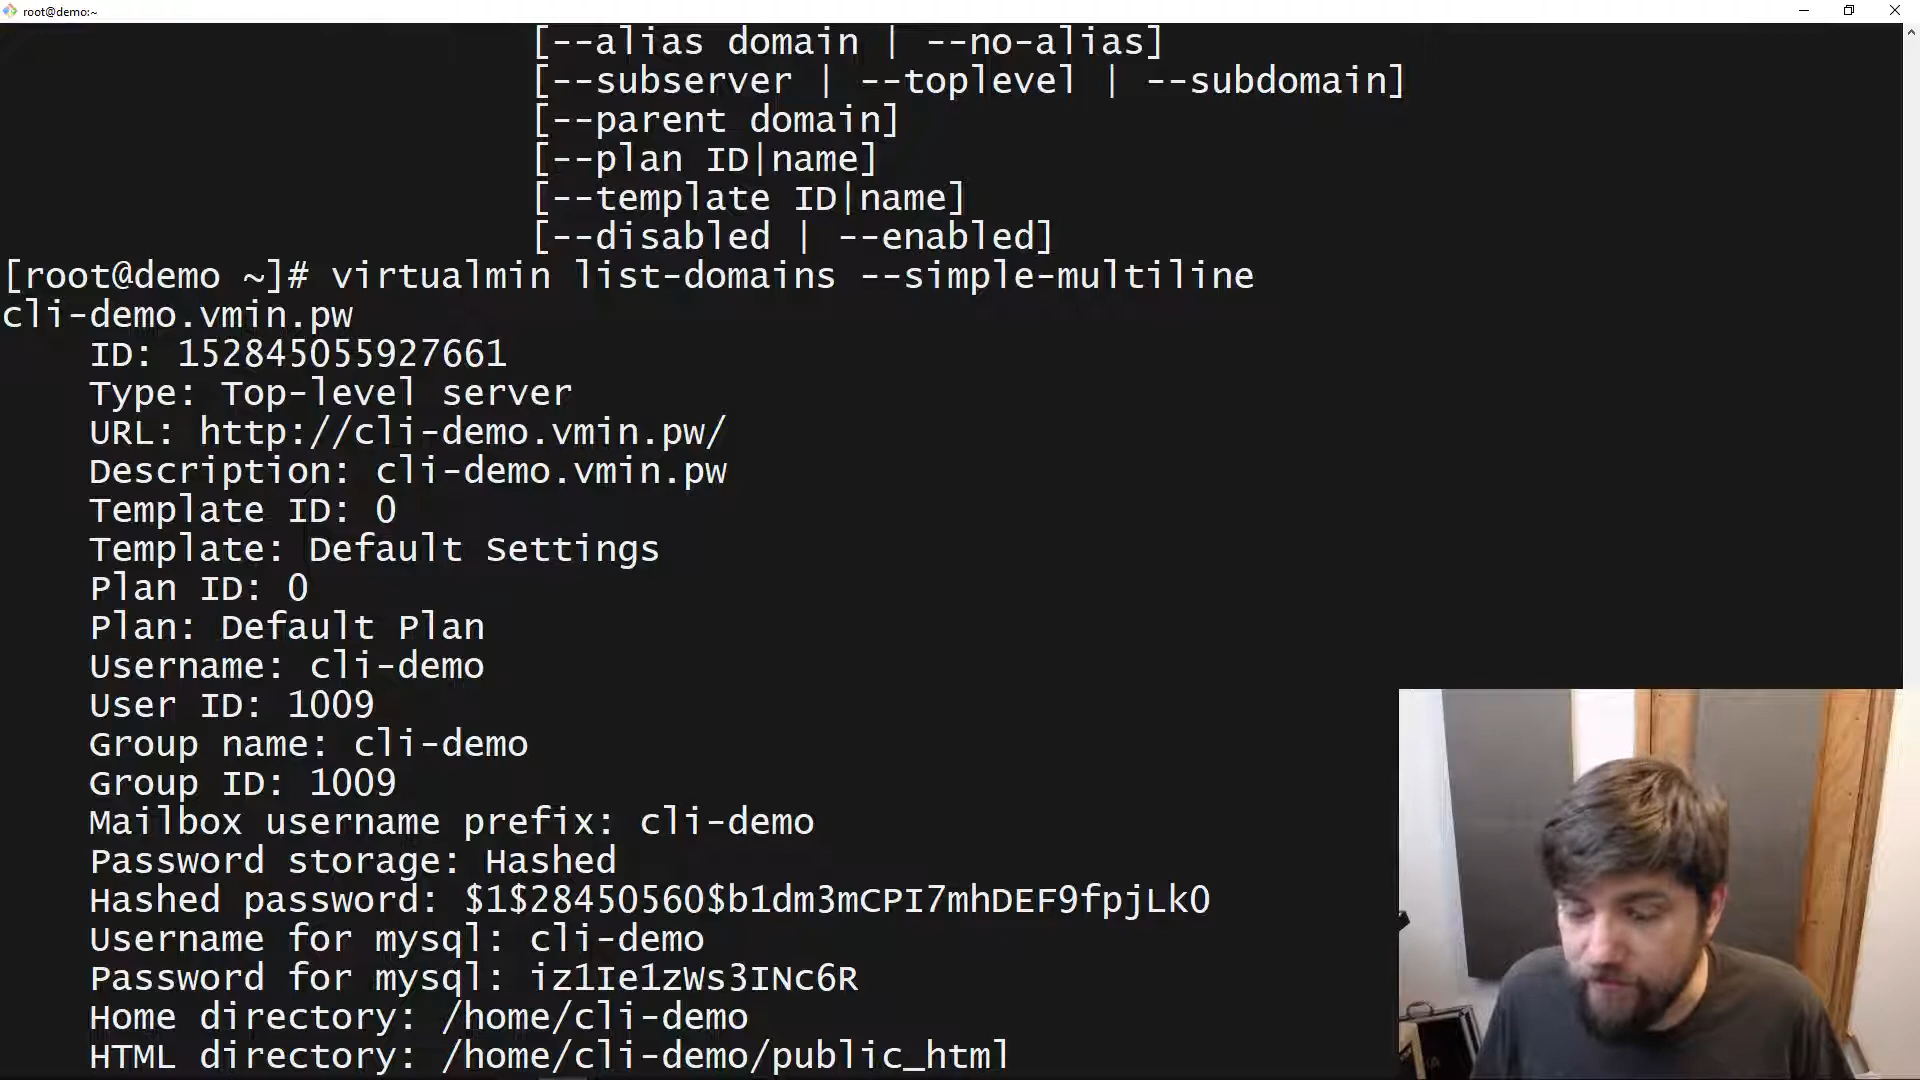 root@demo:~
[--alias domain | --no-alias]
[--subserver | --toplevel | --subdomain]
[--parent domain]
[--plan ID|name]
[--template ID|name]
[--disabled | --enabled]
[root@demo ~]# virtualmin list-domains --simple-multiline
cli-demo.vmin.pw
ID: 152845055927661
Type: Top-level server
URL: http://cli-demo.vmin.pw/
Description: cli-demo.vmin.pw
Template ID: 0
Template: Default Settings
Plan ID: 0
Plan: Default Plan
Username: cli-demo
User ID: 1009
Group name: cli-demo
Group ID: 1009
Mailbox username prefix: cli-demo
Password storage: Hashed
Hashed password: $1$28450560$b1dm3mCPI7mhDEF9fpjLk0
Username for mysql: cli-demo
Password for mysql: iz1Ie1zWs3INc6R
Home directory: /home/cli-demo
HTML directory: /home/cli-demo/public_html